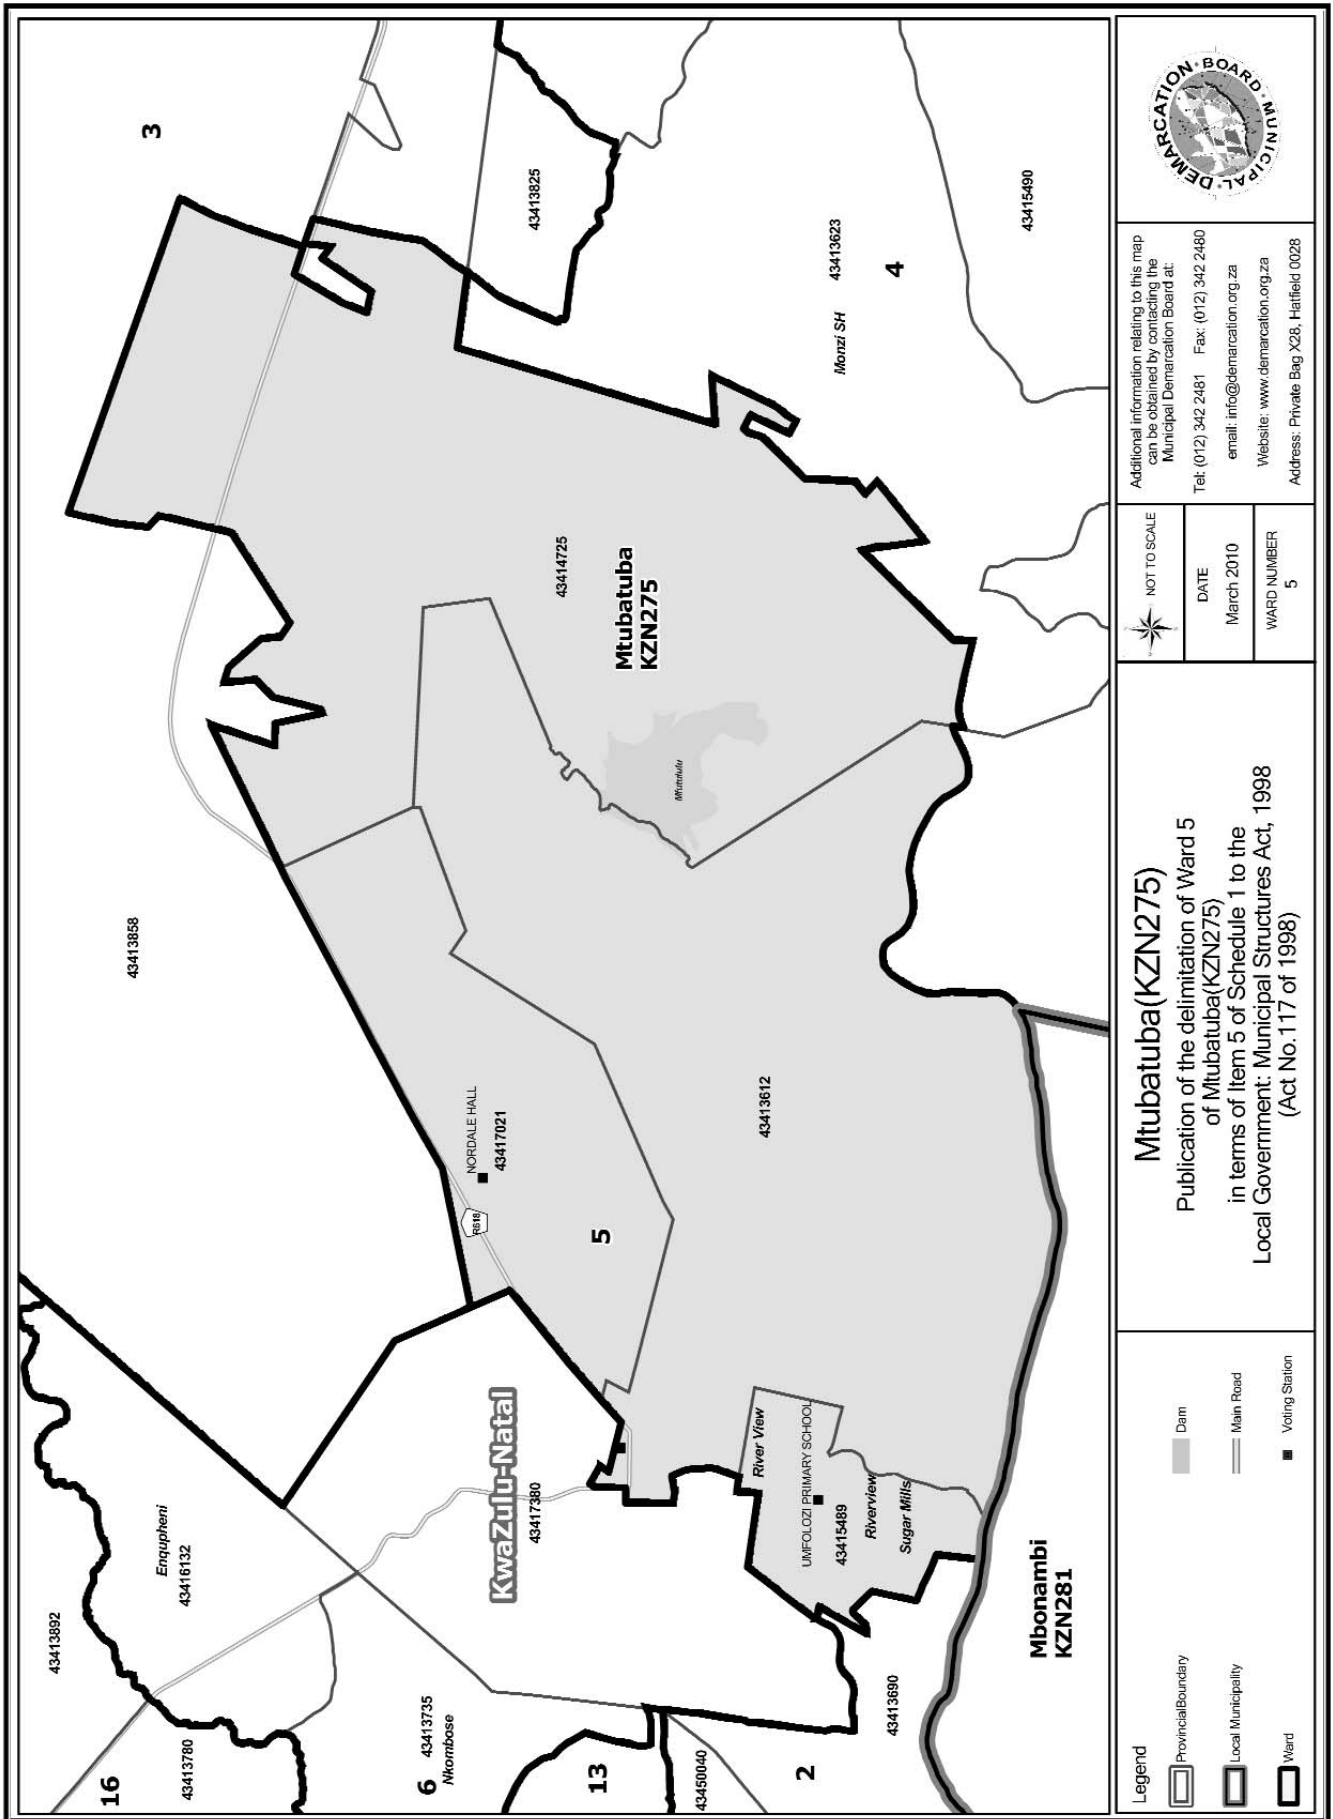 3
43413858
43413825
43413623
4
Monzi SH
43415490
43414725
Mtubatuba
KZN275
Mfutululu
NORDALE HALL
43417021
R618
5
43413612
KwaZulu-Natal
43417380
River View
UMFOLOZI PRIMARY SCHOOL
43415489
Riverview
Sugar Mills
Enqupheni
43416132
43413892
16
43413780
6
43413735
Nkombose
13
43450040
2
43413690
Mbonambi
KZN281
Legend
ProvincialBoundary
Local Municipality
Ward
Dam
Main Road
Voting Station
Mtubatuba(KZN275)
Publication of the delimitation of Ward 5
of Mtubatuba(KZN275)
in terms of Item 5 of Schedule 1 to the
Local Government: Municipal Structures Act, 1998
(Act No.117 of 1998)
NOT TO SCALE
DATE
March 2010
WARD NUMBER
5
Additional information relating to this map
can be obtained by contacting the
Municipal Demarcation Board at:
Tel: (012) 342 2481 Fax: (012) 342 2480
email: info@demarcation.org.za
Website: www.demarcation.org.za
Address: Private Bag X28, Hatfield 0028
MUNICIPAL DEMARCATION BOARD